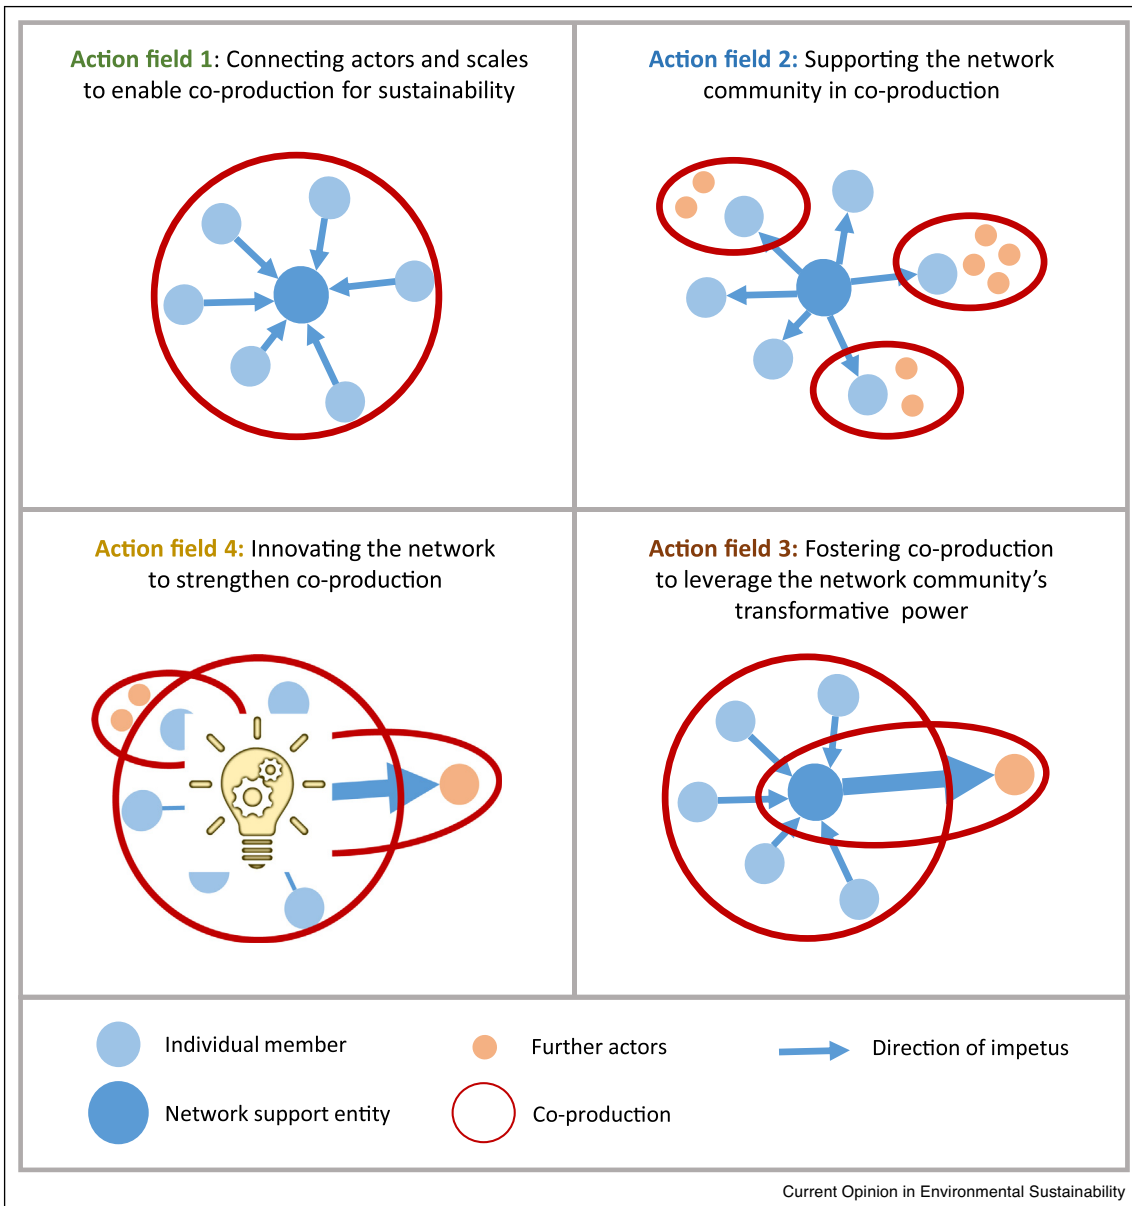 Action field 1: Connecting actors and scales
to enable co-production for sustainability
Action field 2: Supporting the network
community in co-production
Action field 4: Innovating the network
to strengthen co-production
Action field 3: Fostering co-production
to leverage the network community’s
transformative power
Individual member
Further actors
Direction of impetus
Network support entity
Co-production
Current Opinion in Environmental Sustainability